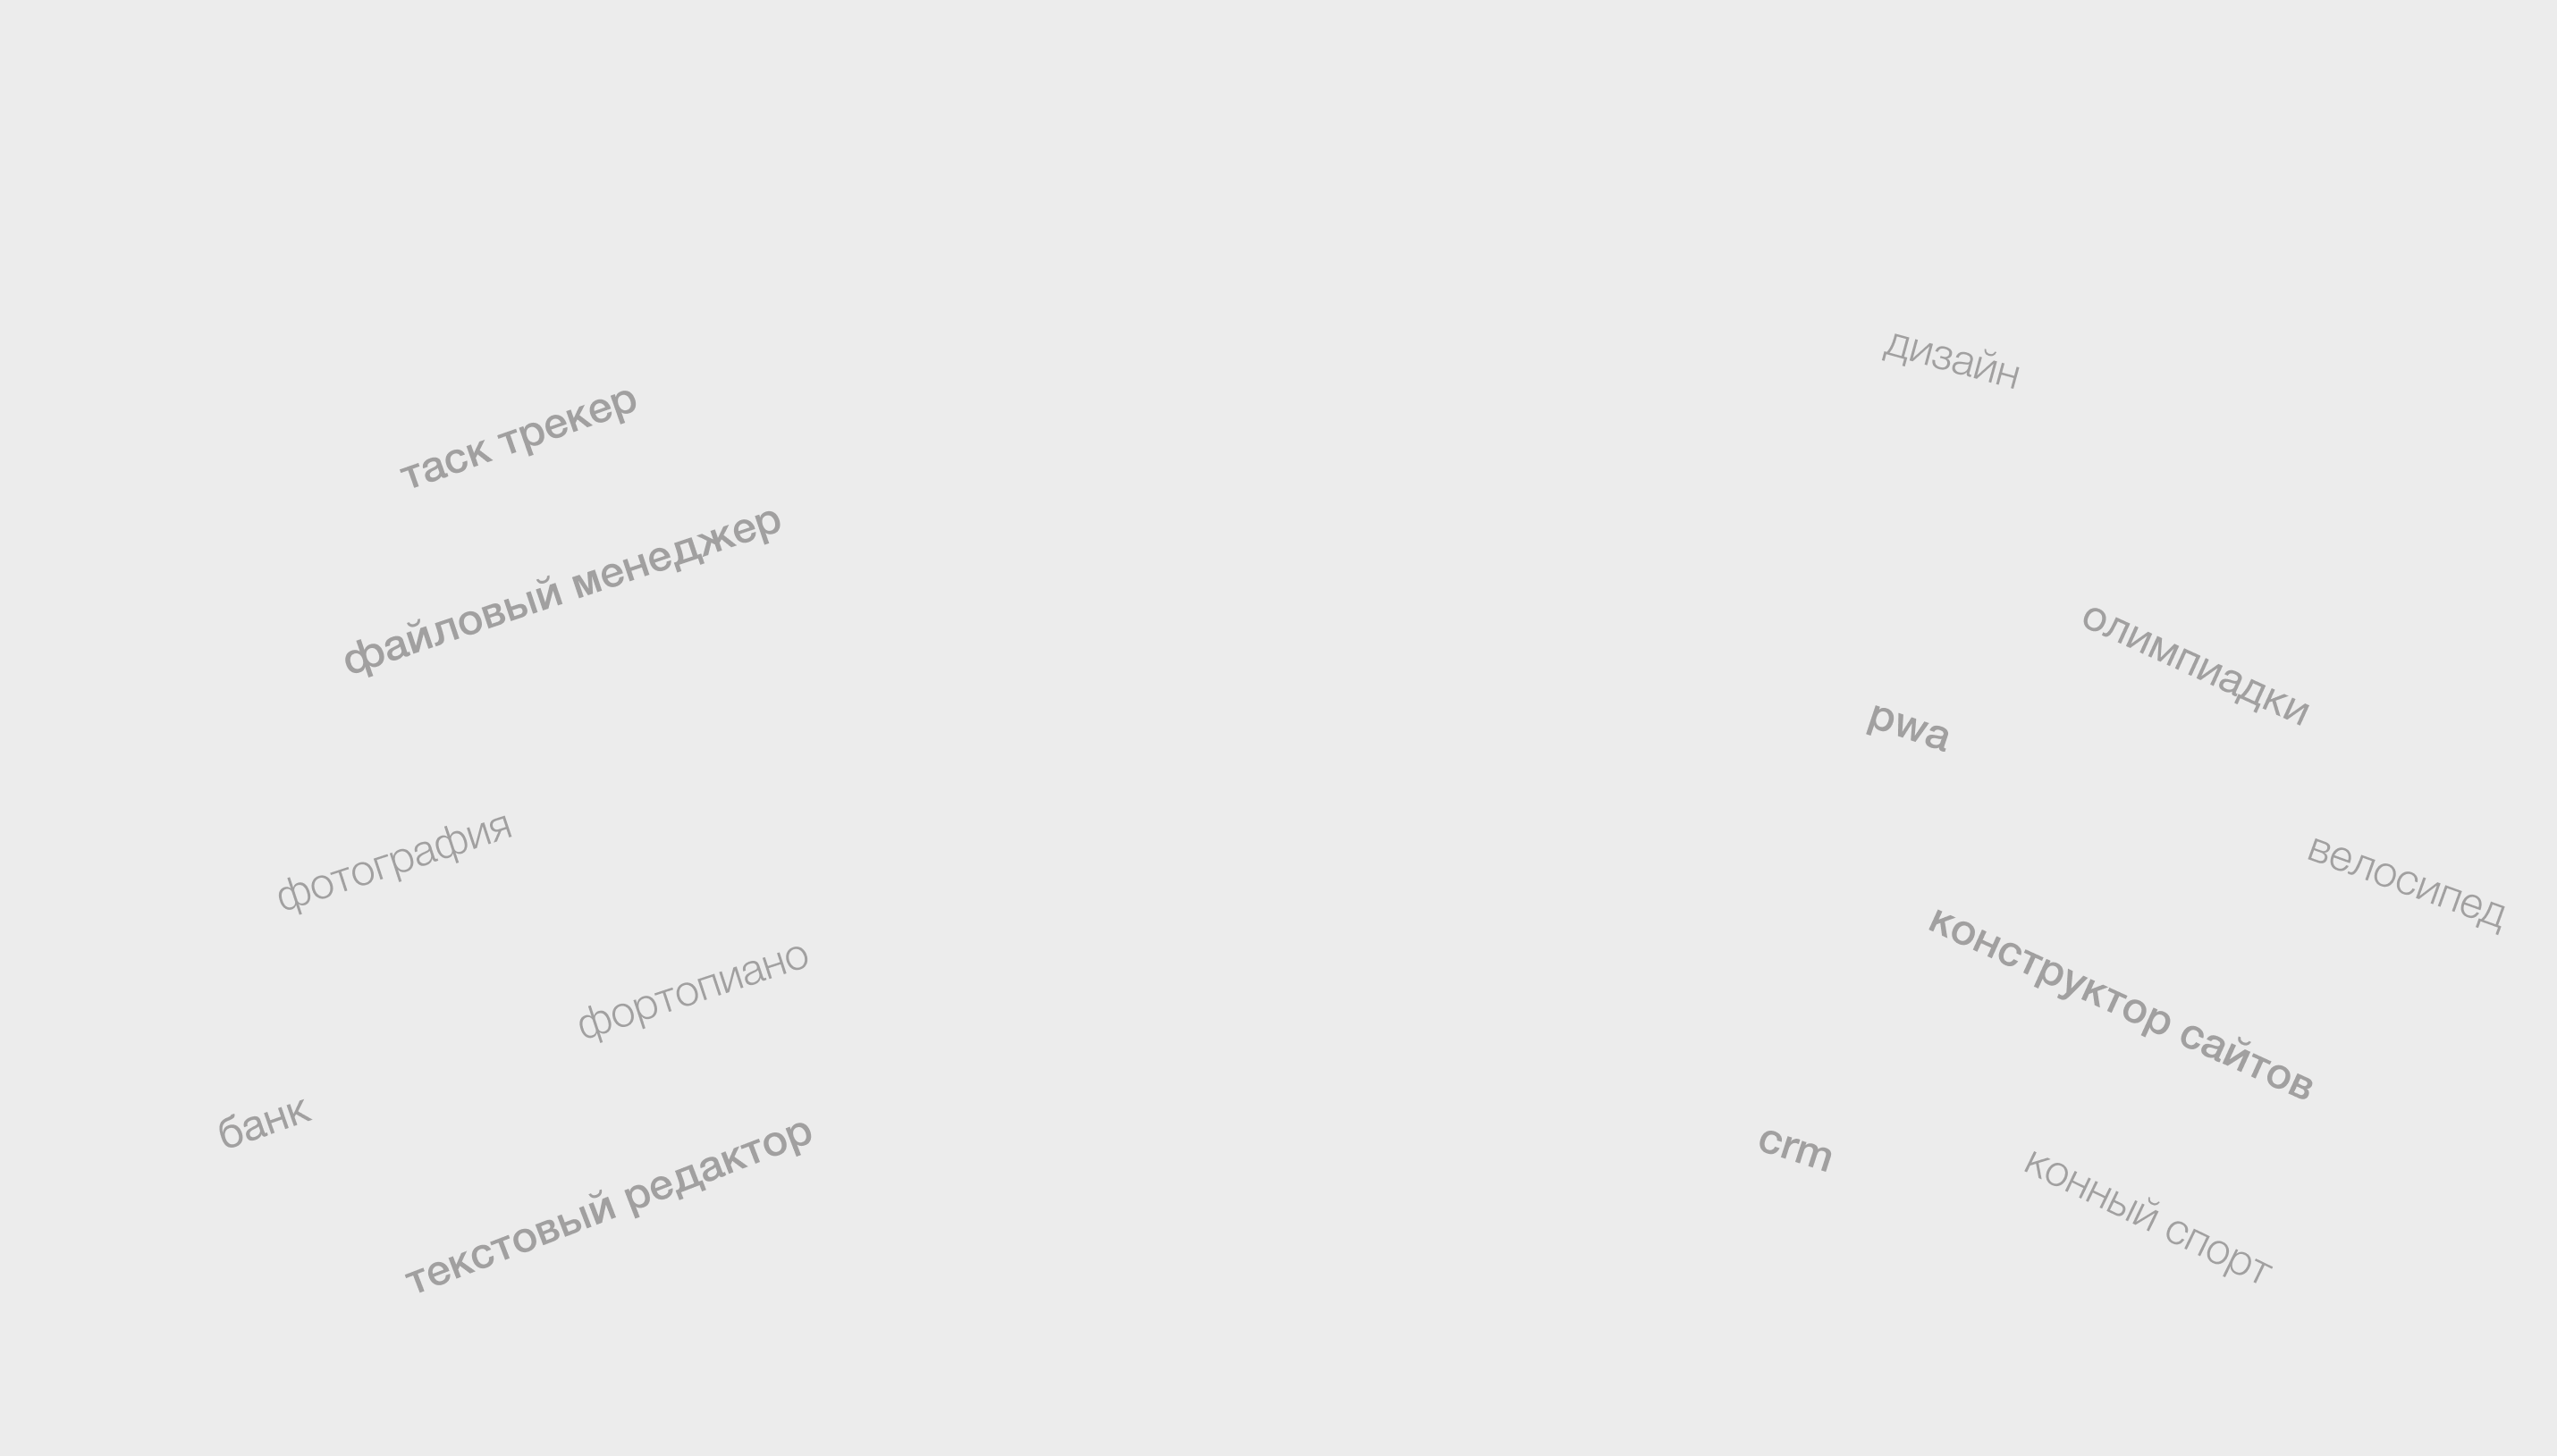 дизайн
таск трекер
файловый менеджер
олимпиадки
pwa
фотография
велосипед
фортопиано
конструктор сайтов
банк
crm
текстовый редактор
конный спорт